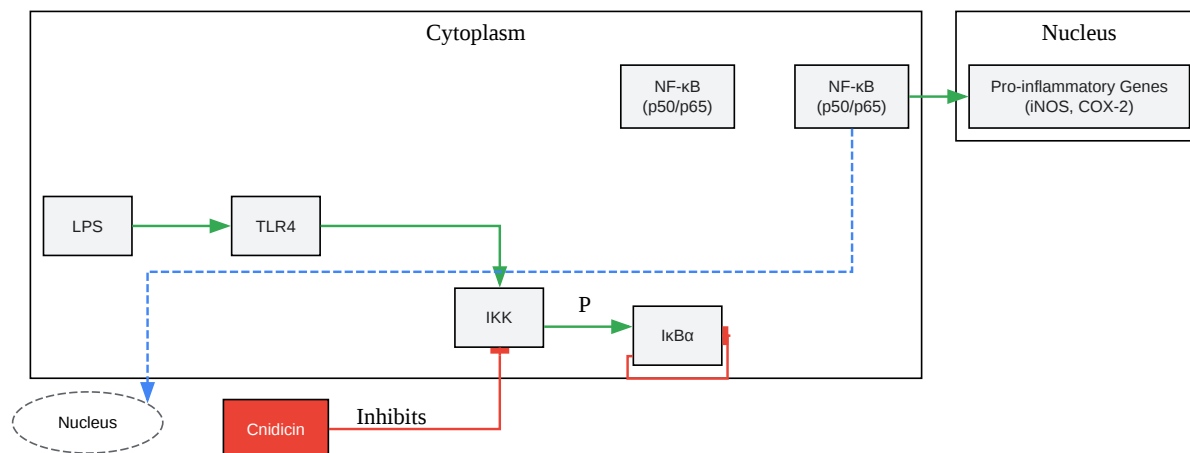 Cytoplasm
Nucleus
NF-κB
(p50/p65)
NF-κB
(p50/p65)
Pro-inflammatory Genes
(iNOS, COX-2)
LPS
TLR4
IKK
P
IκBα
Nucleus
Cnidicin
Inhibits